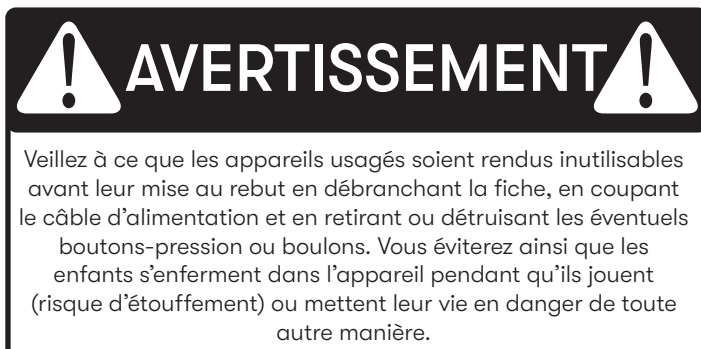 AVERTISSEMENT
Veillez à ce que les appareils usagés soient rendus inutilisables
avant leur mise au rebut en débranchant la fiche, en coupant
le câble d’alimentation et en retirant ou détruisant les éventuels
boutons-pression ou boulons. Vous éviterez ainsi que les
enfants s’enferment dans l’appareil pendant qu’ils jouent
(risque d’étouffement) ou mettent leur vie en danger de toute
autre manière.